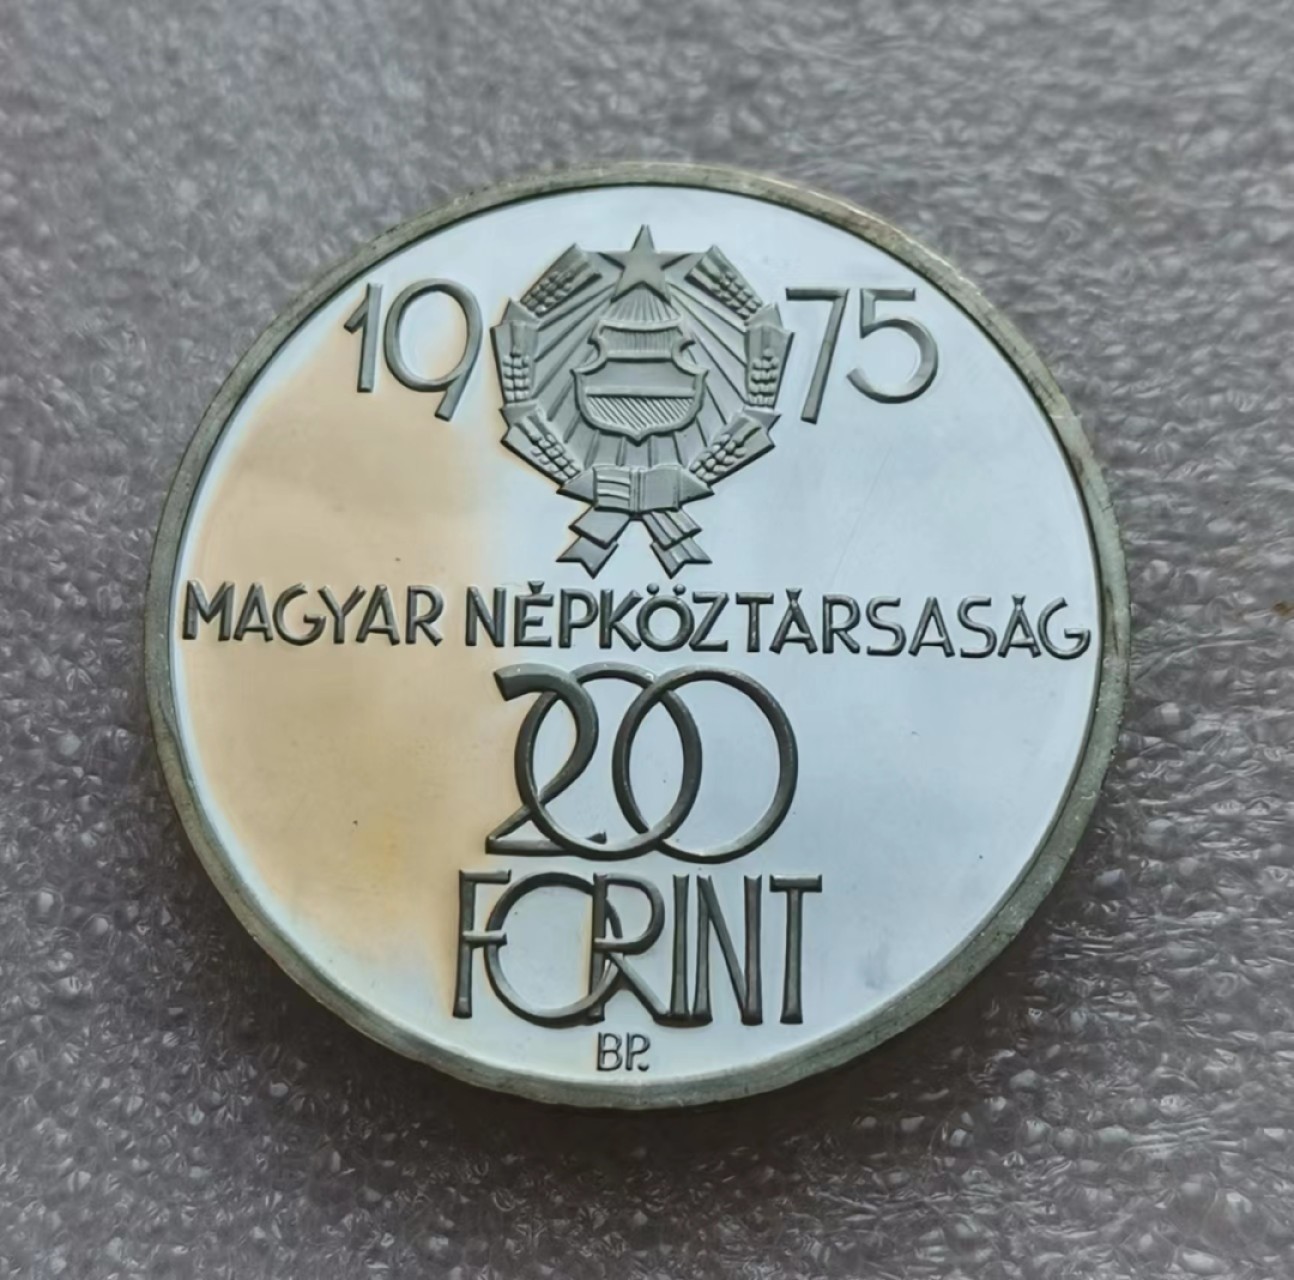 1975
MAGYAR NÉPKÖZTÁRSASÁG
200
FORINT
BP.